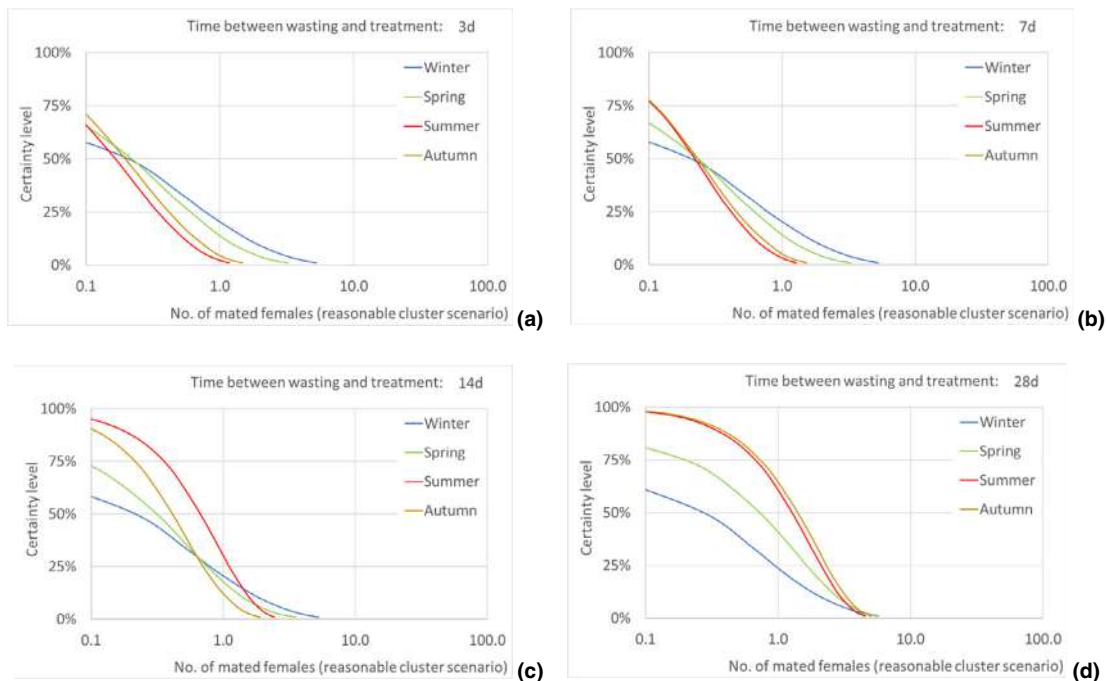 Time between wasting and treatment: 3d
100%
75%
50%
25%
0%
Certainty level
Winter
Spring
Summer
Autumn
0.1 1.0 10.0 100.0
No. of mated females (reasonable cluster scenario) (a)
Time between wasting and treatment: 7d
100%
75%
50%
25%
0%
Certainty level
Winter
Spring
Summer
Autumn
0.1 1.0 10.0 100.0
No. of mated females (reasonable cluster scenario) (b)
Time between wasting and treatment: 14d
100%
75%
50%
25%
0%
Certainty level
Winter
Spring
Summer
Autumn
0.1 1.0 10.0 100.0
No. of mated females (reasonable cluster scenario) (c)
Time between wasting and treatment: 28d
100%
75%
50%
25%
0%
Certainty level
Winter
Spring
Summer
Autumn
0.1 1.0 10.0 100.0
No. of mated females (reasonable cluster scenario) (d)